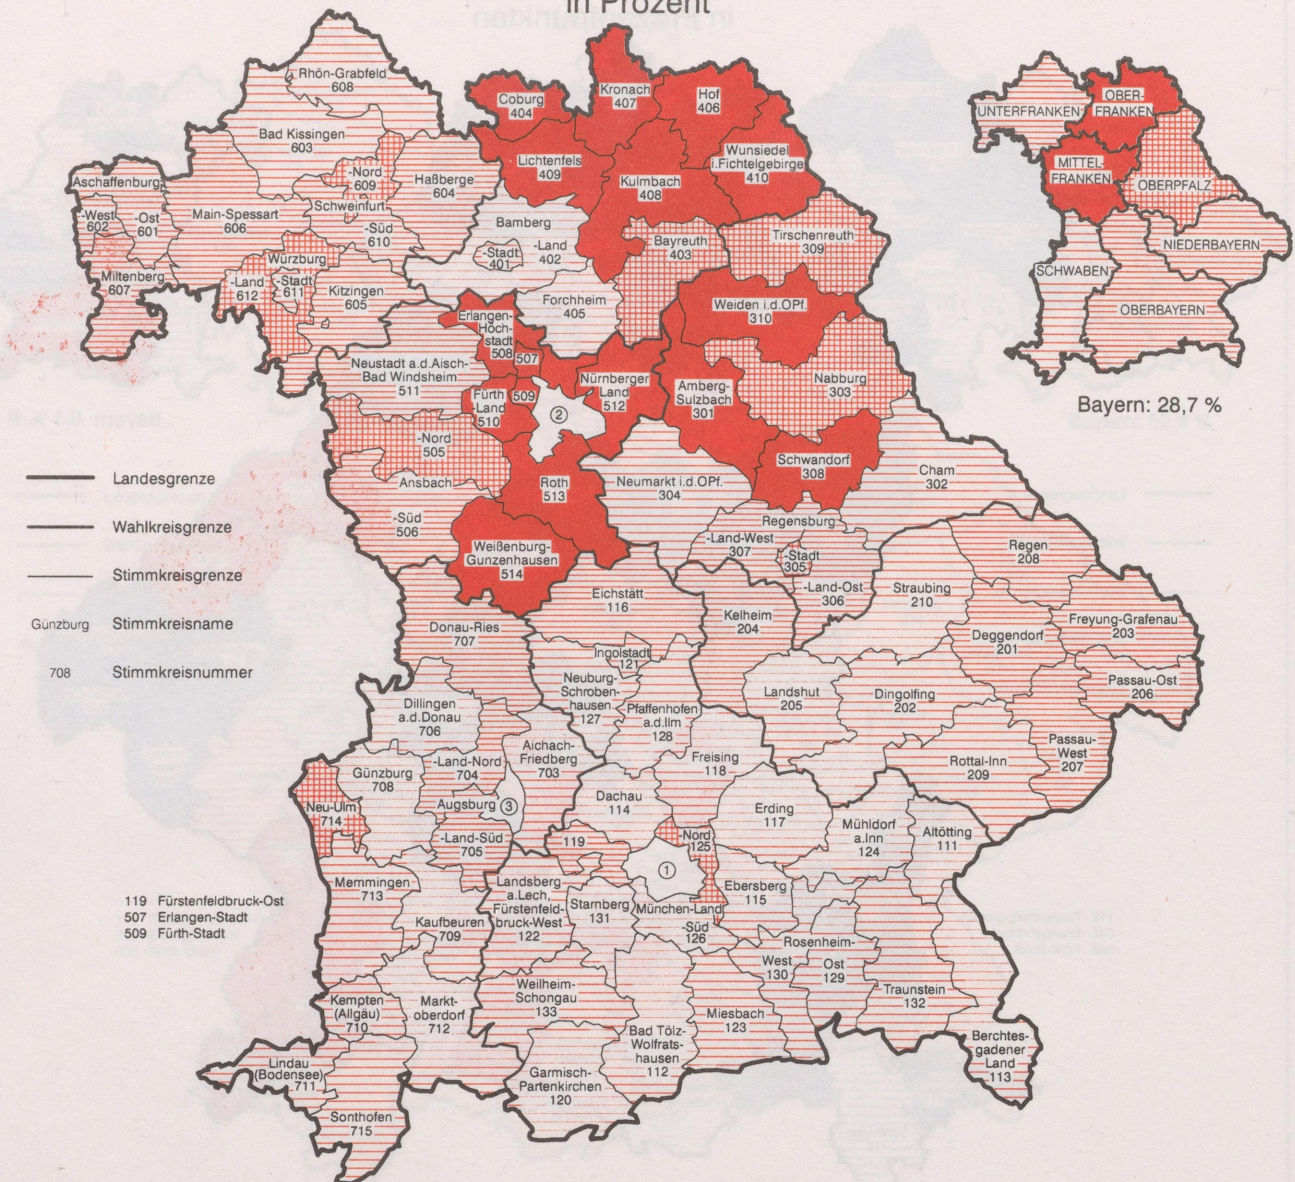 in Prozent
Rhön-Grabfeld
608
Bad Kissingen
603
Aschaffenburg
-West
602
-Ost
601
Main-Spessart
606
-Nord
609
Schweinfurt
-Süd
610
Haßberge
604
Miltenberg
607
Würzburg
-Land
612
-Stadt
611
Kitzingen
605
Coburg
404
Kronach
407
Hof
406
Lichtenfels
409
Kulmbach
408
Wunsiedel
i.Fichtelgebirge
410
Bamberg
-Stadt
401
-Land
402
Bayreuth
403
Tirschenreuth
309
Forchheim
405
Weiden i.d.OPf.
310
Erlangen-
Höch-
stadt
508
507
Neustadt a.d.Aisch-
Bad Windsheim
511
Fürth
-Land
510
509
②
Nürnberger
Land
512
Amberg-
Sulzbach
301
Nabburg
303
-Nord
505
Ansbach
-Süd
506
Roth
513
Neumarkt i.d.OPf.
304
Schwandorf
308
Cham
302
Weißenburg-
Gunzenhausen
514
Regensburg
-Land-West
307
-Stadt
305
-Land-Ost
306
Regen
208
Straubing
210
Eichstätt
116
Kelheim
204
Donau-Ries
707
Deggendorf
201
Freyung-Grafenau
203
Ingolstadt
121
Neuburg-
Schroben-
hausen
127
Pfaffenhofen
a.d.Ilm
128
Landshut
205
Dingolfing
202
Passau-Ost
206
Dillingen
a.d.Donau
706
Aichach-
Friedberg
703
-Land-Nord
704
Günzburg
708
Augsburg
③
-Land-Süd
705
Freising
118
Passau-
West
207
Rottal-Inn
209
Neu-Ulm
714
Dachau
114
Erding
117
Mühldorf
a.Inn
124
Altötting
111
119
-Nord
125
①
München-Land
-Süd
126
Ebersberg
115
Memmingen
713
Landsberg
a.Lech,
Fürstenfeld-
bruck-West
122
Starnberg
131
Kaufbeuren
709
Rosenheim-
West
130
Ost
129
Traunstein
132
Weilheim-
Schongau
133
Kempten
(Allgäu)
710
Markt-
oberdorf
712
Miesbach
123
Bad Tölz-
Wolfrats-
hausen
112
Berchtes-
gadener
Land
113
Garmisch-
Partenkirchen
120
Lindau
(Bodensee)
711
Sonthofen
715
UNTERFRANKEN
OBER-
FRANKEN
MITTEL-
FRANKEN
OBERPFALZ
NIEDERBAYERN
SCHWABEN
OBERBAYERN
Bayern: 28,7 %
Landesgrenze
Wahlkreisgrenze
Stimmkreisgrenze
Günzburg Stimmkreisname
708 Stimmkreisnummer
119 Fürstenfeldbruck-Ost
507 Erlangen-Stadt
509 Fürth-Stadt